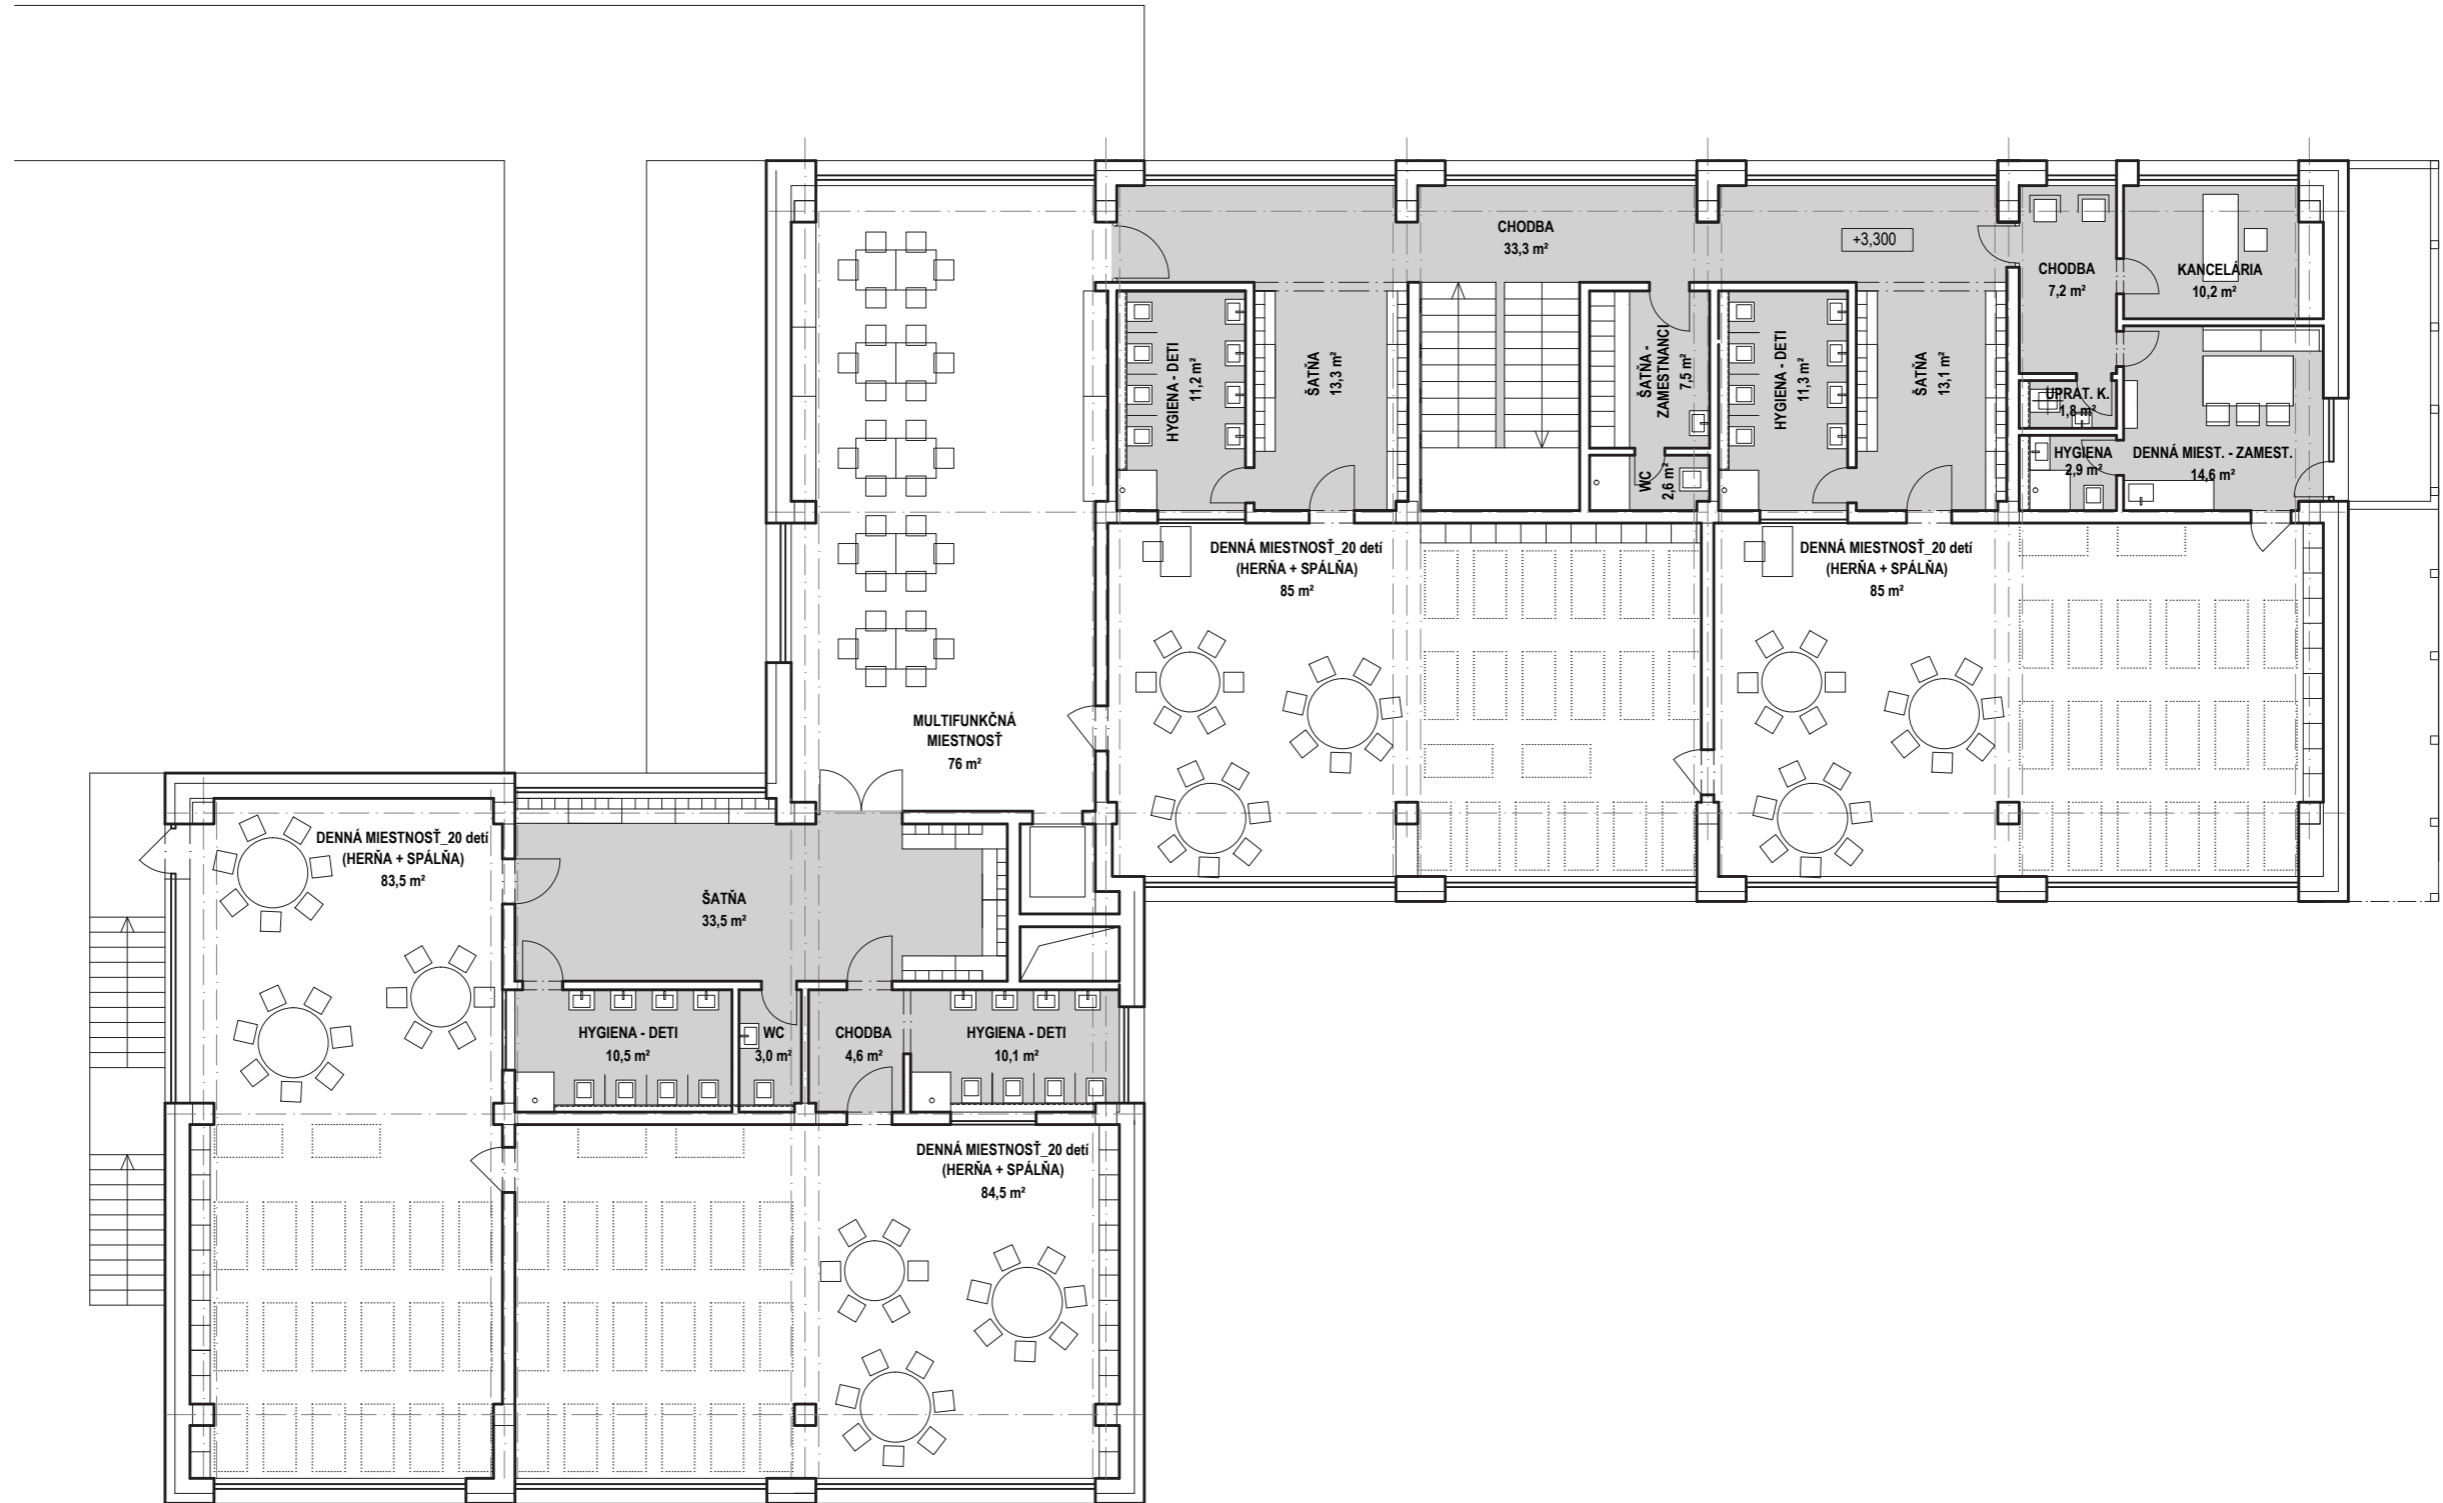 CHODBA
33,3 m²
+3,300
CHODBA
7,2 m²
KANCELÁRIA
10,2 m²
HYGIENA - DETI
11,2 m²
ŠATŇA
13,3 m²
ŠATŇA -
ZAMESTNANCI
7,5 m²
HYGIENA - DETI
11,3 m²
ŠATŇA
13,1 m²
UPRAT. K.
1,8 m²
WC
2,6 m²
HYGIENA
2,9 m²
DENNÁ MIEST. - ZAMEST.
14,6 m²
DENNÁ MIESTNOSŤ_20 detí
(HERŇA + SPÁLŇA)
85 m²
DENNÁ MIESTNOSŤ_20 detí
(HERŇA + SPÁLŇA)
85 m²
MULTIFUNKČNÁ
MIESTNOSŤ
76 m²
DENNÁ MIESTNOSŤ_20 detí
(HERŇA + SPÁLŇA)
83,5 m²
ŠATŇA
33,5 m²
HYGIENA - DETI
10,5 m²
WC
3,0 m²
CHODBA
4,6 m²
HYGIENA - DETI
10,1 m²
DENNÁ MIESTNOSŤ_20 detí
(HERŇA + SPÁLŇA)
84,5 m²